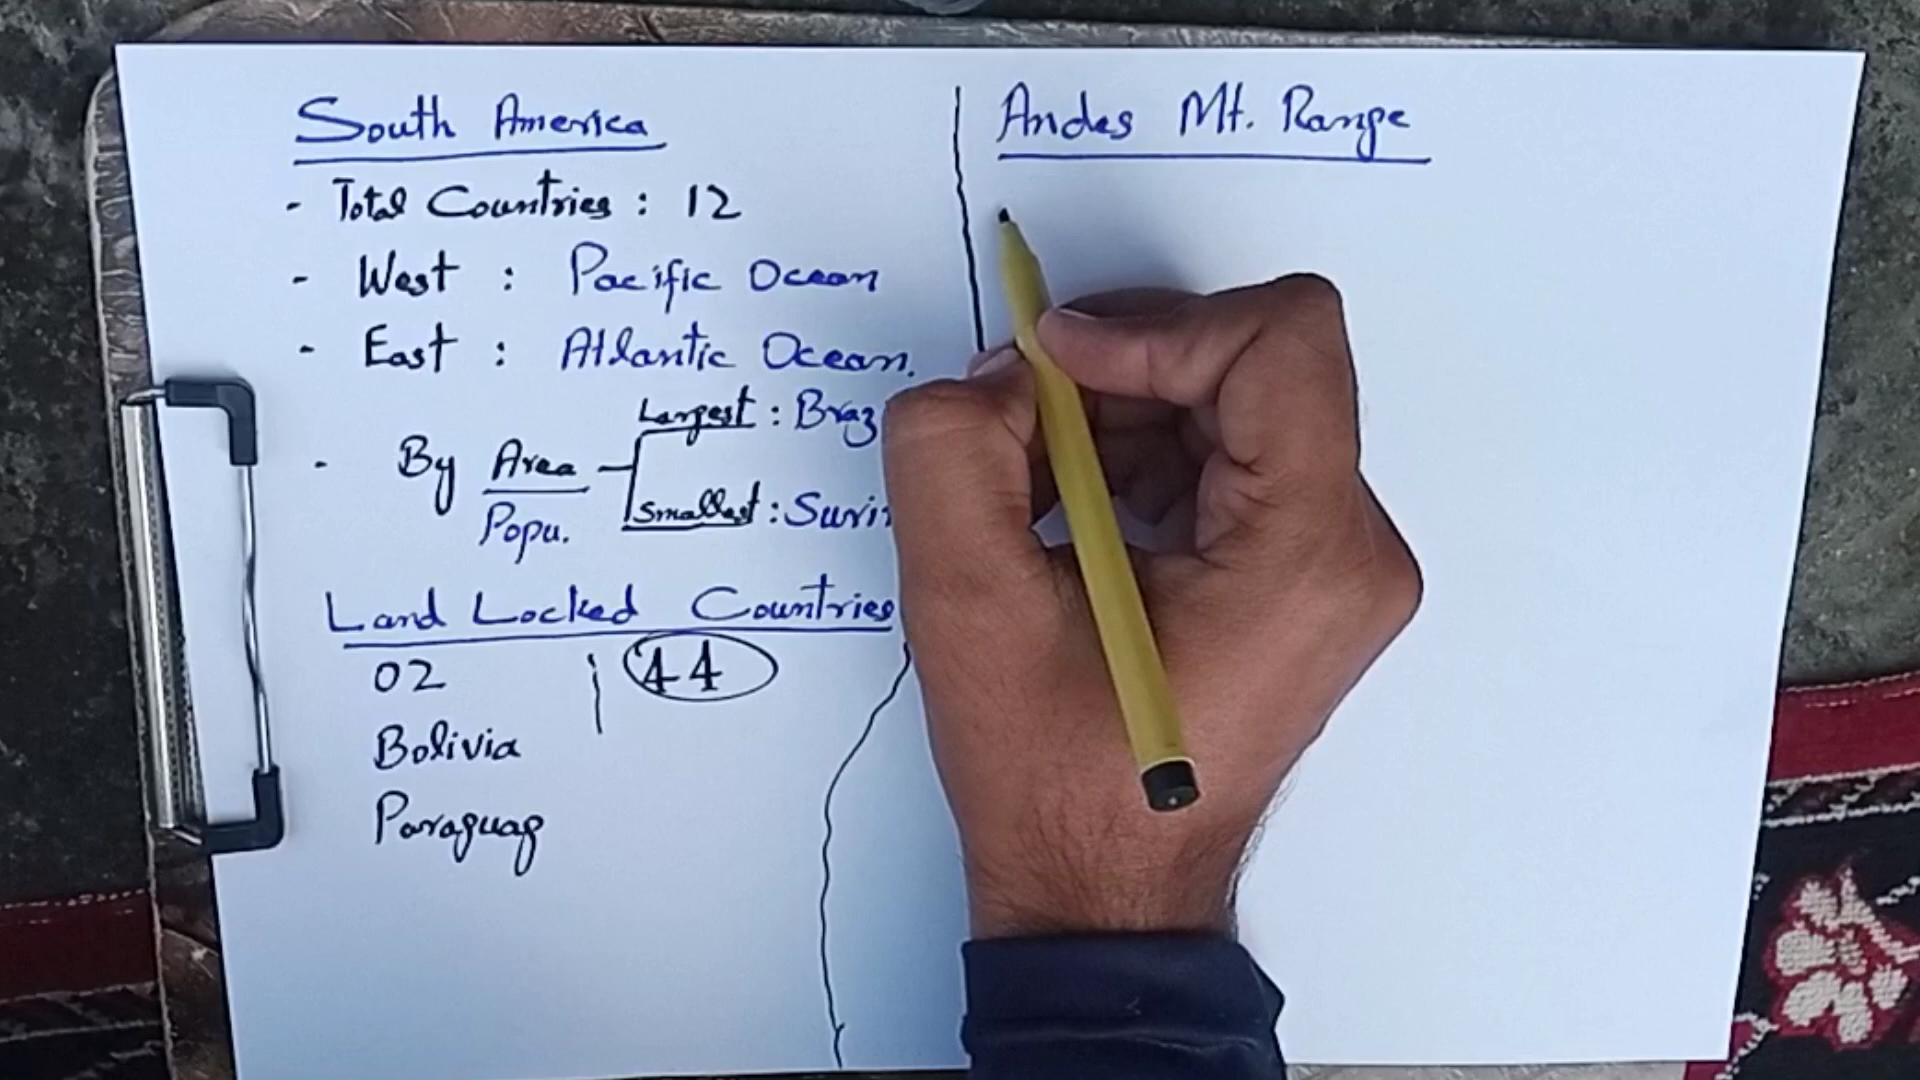 South America
- Total Countries : 12
- West : Pacific Ocean
- East : Atlantic Ocean.
Largest : Braz
- By Area
Popu.
Smallest : Suri
Land Locked Countries
02 | 44
Bolivia
Paraguay
Andes Mt. Range